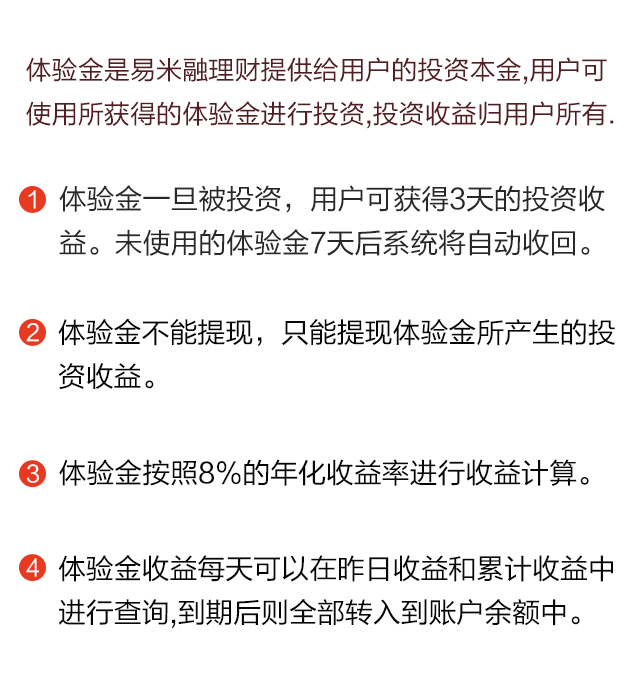 体验金是易米融理财提供给用户的投资本金,用户可
使用所获得的体验金进行投资,投资收益归用户所有.
1 体验金一旦被投资，用户可获得3天的投资收
益。未使用的体验金7天后系统将自动收回。
2 体验金不能提现，只能提现体验金所产生的投
资收益。
3 体验金按照8%的年化收益率进行收益计算。
4 体验金收益每天可以在昨日收益和累计收益中
进行查询,到期后则全部转入到账户余额中。